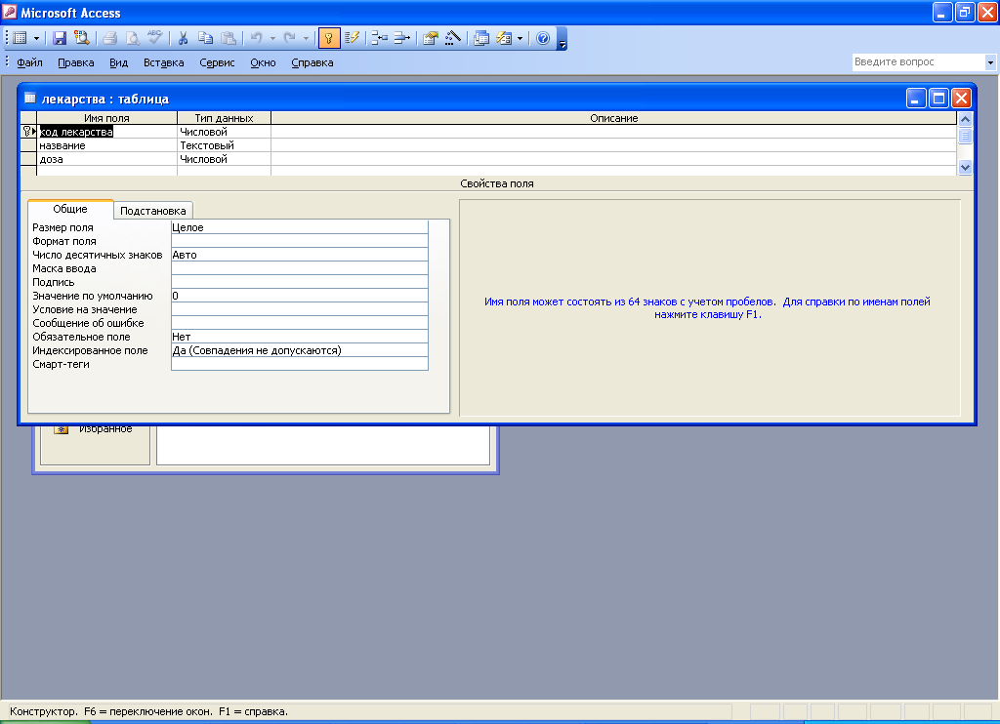 Microsoft Access
Файл Правка Вид Вставка Сервис Окно Справка Введите вопрос
лекарства : таблица
Имя поля Тип данных Описание
код лекарства Числовой
название Текстовый
доза Числовой
Свойства поля
Общие Подстановка
Размер поля Целое
Формат поля
Число десятичных знаков Авто
Маска ввода
Подпись
Значение по умолчанию 0
Условие на значение
Сообщение об ошибке
Обязательное поле Нет
Индексированное поле Да (Совпадения не допускаются)
Смарт-теги
Имя поля может состоять из 64 знаков с учетом пробелов. Для справки по именам полей
нажмите клавишу F1.
Избранное
Конструктор. F6 = переключение окон. F1 = справка.